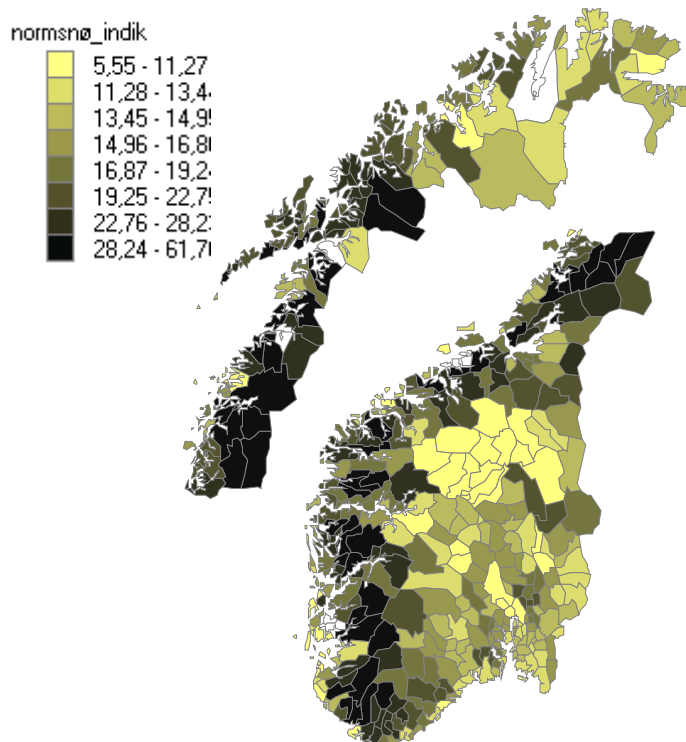 normsnø_indik
5,55 - 11,27
11,28 - 13,4
13,45 - 14,9
14,96 - 16,8
16,87 - 19,2
19,25 - 22,7
22,76 - 28,2
28,24 - 61,7